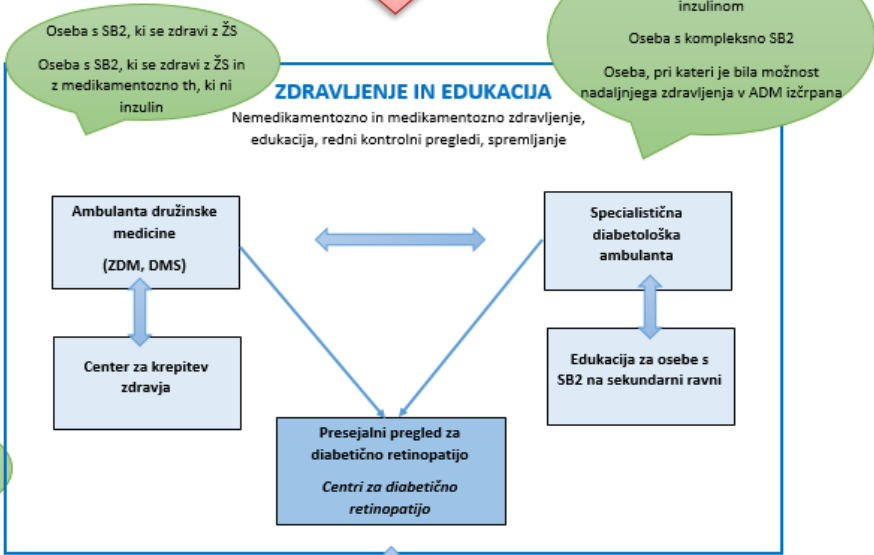 inzulinom
Oseba s SB2, ki se zdravi z ŽS
Oseba s kompleksno SB2
Oseba s SB2, ki se zdravi z ŽS in
z medikamentozno th, ki ni
inzulin
Oseba, pri kateri je bila možnost
nadaljnjega zdravljenja v ADM izčrpana
ZDRAVLJENJE IN EDUKACIJA
Nemedikamentozno in medikamentozno zdravljenje,
edukacija, redni kontrolni pregledi, spremljanje
Ambulanta družinske
medicine
(ZDM, DMS)
Specialistična
diabetološka
ambulanta
Center za krepitev
zdravja
Edukacija za osebe s
SB2 na sekundarni ravni
Presejalni pregled za
diabetično retinopatijo
Centri za diabetično
retinopatijo